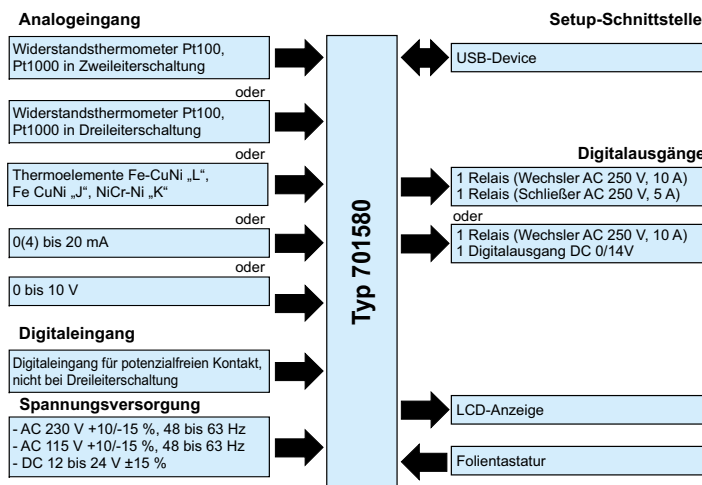 Analogeingang
Widerstandsthermometer Pt100,
Pt1000 in Zweileiterschaltung
oder
Widerstandsthermometer Pt100,
Pt1000 in Dreileiterschaltung
oder
Thermoelemente Fe-CuNi „L“,
Fe CuNi „J“, NiCr-Ni „K“
oder
0(4) bis 20 mA
oder
0 bis 10 V
Digitaleingang
Digitaleingang für potenzialfreien Kontakt,
nicht bei Dreileiterschaltung
Spannungsversorgung
- AC 230 V +10/-15 %, 48 bis 63 Hz
- AC 115 V +10/-15 %, 48 bis 63 Hz
- DC 12 bis 24 V ±15 %
Typ 701580
Setup-Schnittstelle
USB-Device
Digitalausgänge
1 Relais (Wechsler AC 250 V, 10 A)
1 Relais (Schließer AC 250 V, 5 A)
oder
1 Relais (Wechsler AC 250 V, 10 A)
1 Digitalausgang DC 0/14V
LCD-Anzeige
Folientastatur